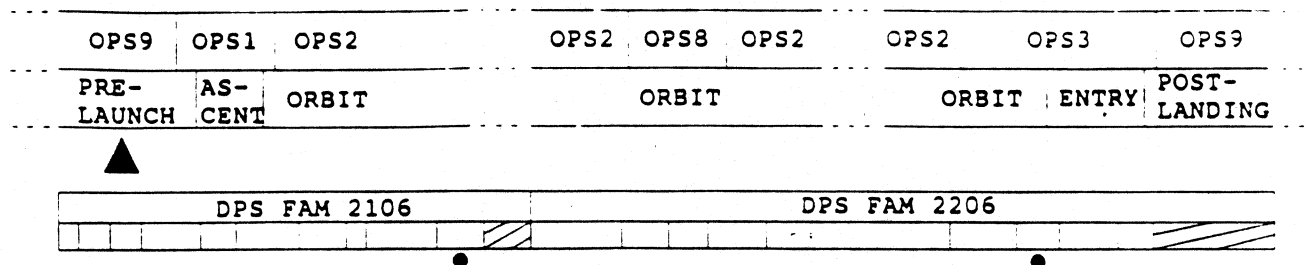 OPS9 OPS1 OPS2 OPS2 OPS8 OPS2 OPS2 OPS3 OPS9
PRE- AS- ORBIT ORBIT ORBIT ENTRY POST-
LAUNCH CENT LANDING
DPS FAM 2106 DPS FAM 2206